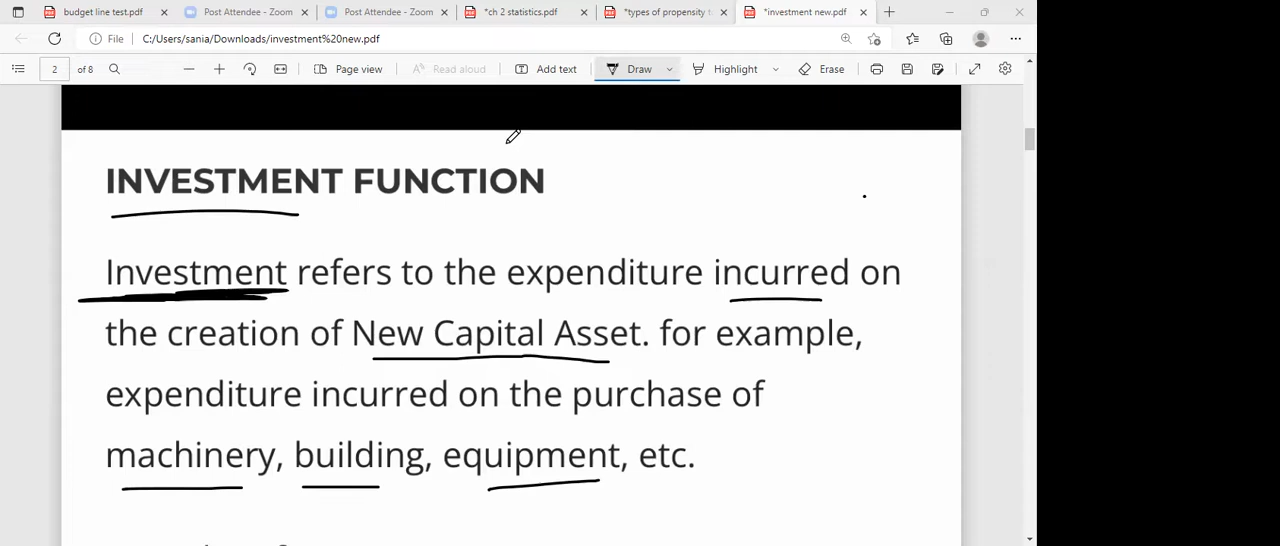 budget line test.pdf
Post Attendee - Zoom
Post Attendee - Zoom
*ch 2 statistics.pdf
*types of propensity
*investment new.pdf
File
C:/Users/sania/Downloads/investment%20new.pdf
2
of 8
Page view
Read aloud
Add text
Draw
Highlight
Erase
INVESTMENT FUNCTION
Investment refers to the expenditure incurred on
the creation of New Capital Asset. for example,
expenditure incurred on the purchase of
machinery, building, equipment, etc.